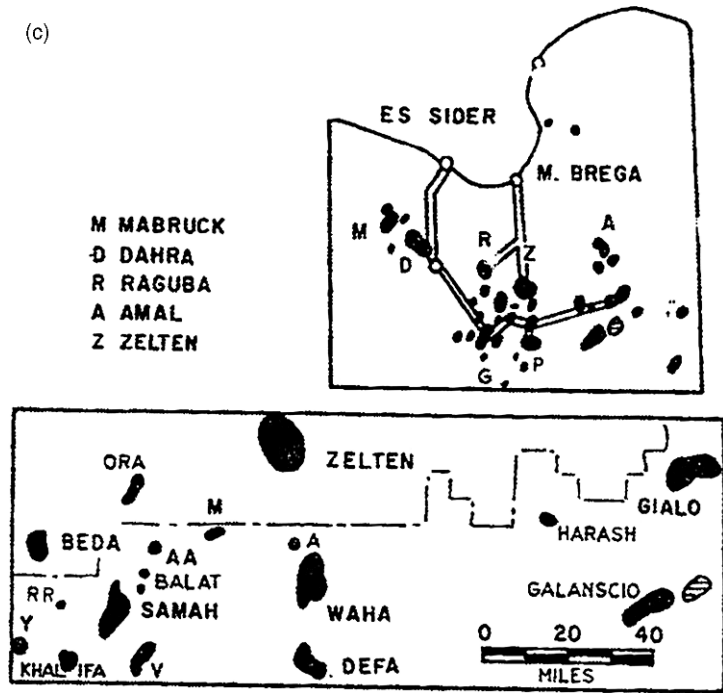 (c)
ES SIDER
M. BREGA
M MABRUCK
D DAHRA
R RAGUBA
A AMAL
Z ZELTEN
M
D
R
Z
A
G
P
ORA
ZELTEN
M
GIALO
BEDA
AA
A
HARASH
BALAT
RR
SAMAH
WAHA
GALANSCIO
Y
KHALIFA
V
DEFA
0 20 40
MILES